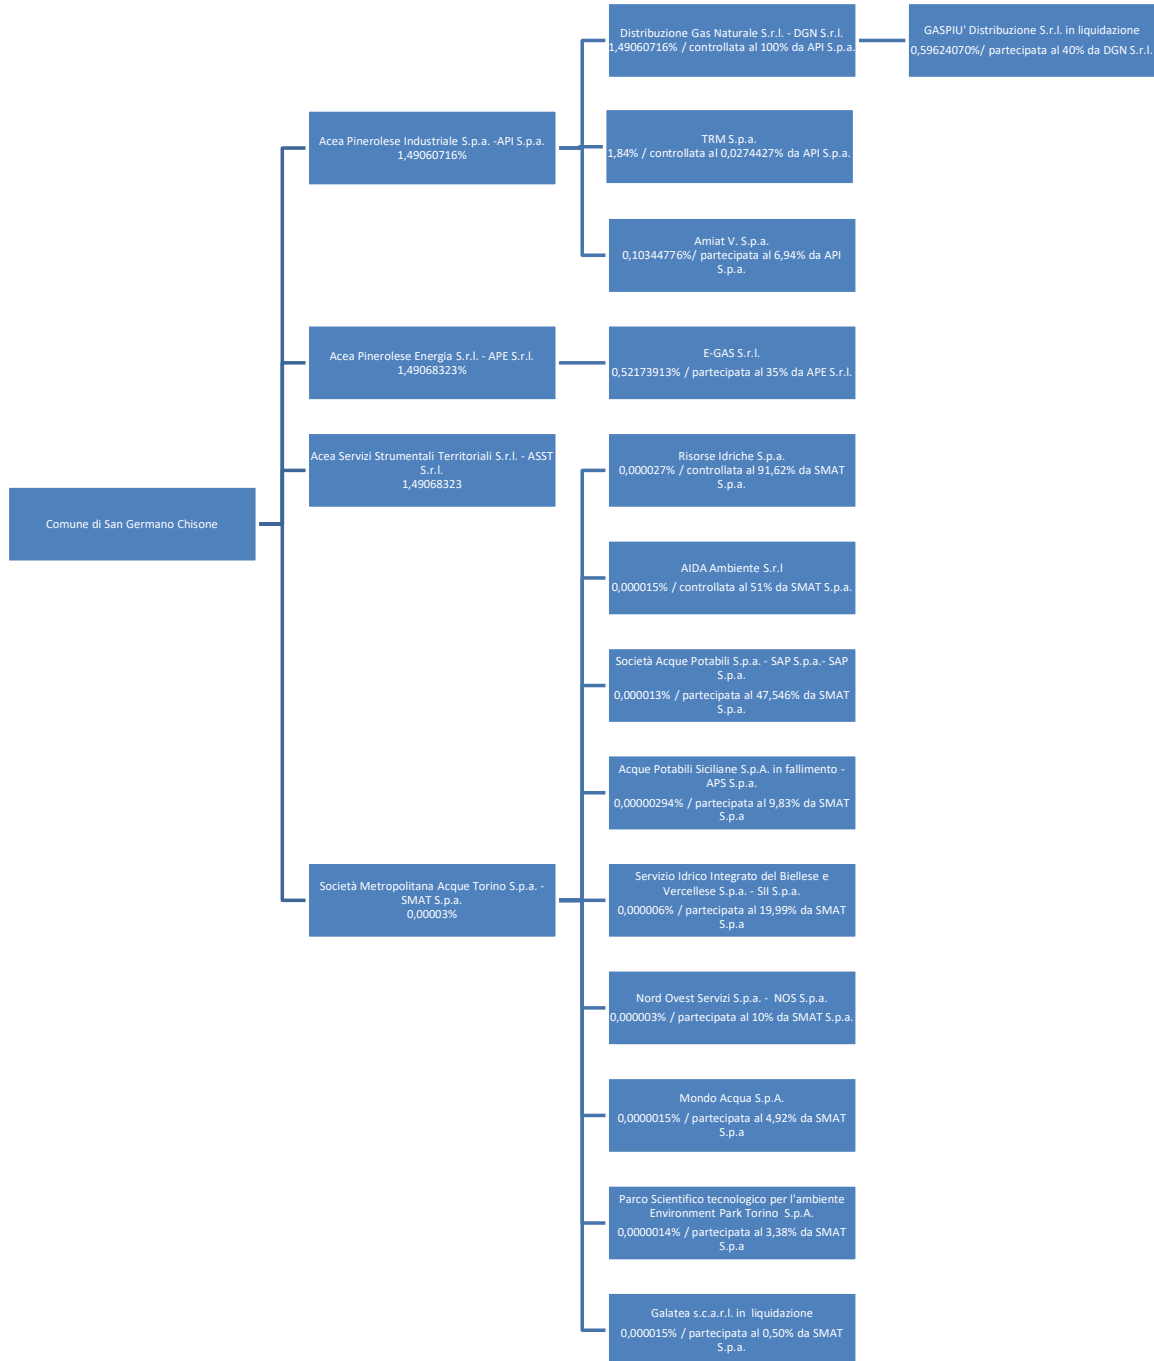 Comune di San Germano Chisone
Acea Pinerolese Industriale S.p.a. -API S.p.a.
1,49060716%
Distribuzione Gas Naturale S.r.l. - DGN S.r.l.
1,49060716% / controllata al 100% da API S.p.a.
GASPIU' Distribuzione S.r.l. in liquidazione
0,59624070%/ partecipata al 40% da DGN S.r.l.
TRM S.p.a.
1,84% / controllata al 0,0274427% da API S.p.a.
Amiat V. S.p.a.
0,10344776%/ partecipata al 6,94% da API
S.p.a.
Acea Pinerolese Energia S.r.l. - APE S.r.l.
1,49068323%
E-GAS S.r.l.
0,52173913% / partecipata al 35% da APE S.r.l.
Acea Servizi Strumentali Territoriali S.r.l. - ASST
S.r.l.
1,49068323
Società Metropolitana Acque Torino S.p.a. -
SMAT S.p.a.
0,00003%
Risorse Idriche S.p.a.
0,000027% / controllata al 91,62% da SMAT
S.p.a.
AIDA Ambiente S.r.l
0,000015% / controllata al 51% da SMAT S.p.a.
Società Acque Potabili S.p.a. - SAP S.p.a.- SAP
S.p.a.
0,000013% / partecipata al 47,546% da SMAT
S.p.a.
Acque Potabili Siciliane S.p.A. in fallimento -
APS S.p.a.
0,00000294% / partecipata al 9,83% da SMAT
S.p.a
Servizio Idrico Integrato del Biellese e
Vercellese S.p.a. - SII S.p.a.
0,000006% / partecipata al 19,99% da SMAT
S.p.a
Nord Ovest Servizi S.p.a. - NOS S.p.a.
0,000003% / partecipata al 10% da SMAT S.p.a.
Mondo Acqua S.p.A.
0,0000015% / partecipata al 4,92% da SMAT
S.p.a
Parco Scientifico tecnologico per l'ambiente
Environment Park Torino S.p.A.
0,0000014% / partecipata al 3,38% da SMAT
S.p.a
Galatea s.c.a.r.l. in liquidazione
0,000015% / partecipata al 0,50% da SMAT
S.p.a.